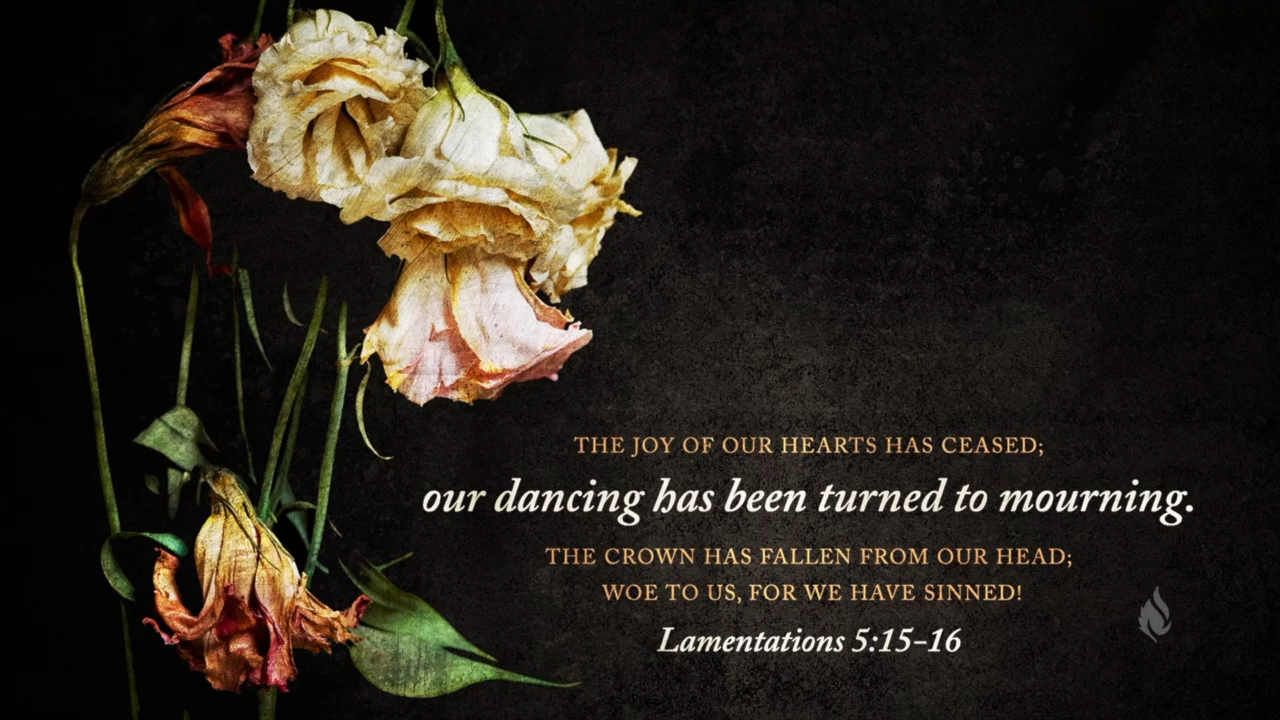 THE JOY OF OUR HEARTS HAS CEASED;
our dancing has been turned to mourning.
THE CROWN HAS FALLEN FROM OUR HEAD;
WOE TO US, FOR WE HAVE SINNED!
Lamentations 5:15–16